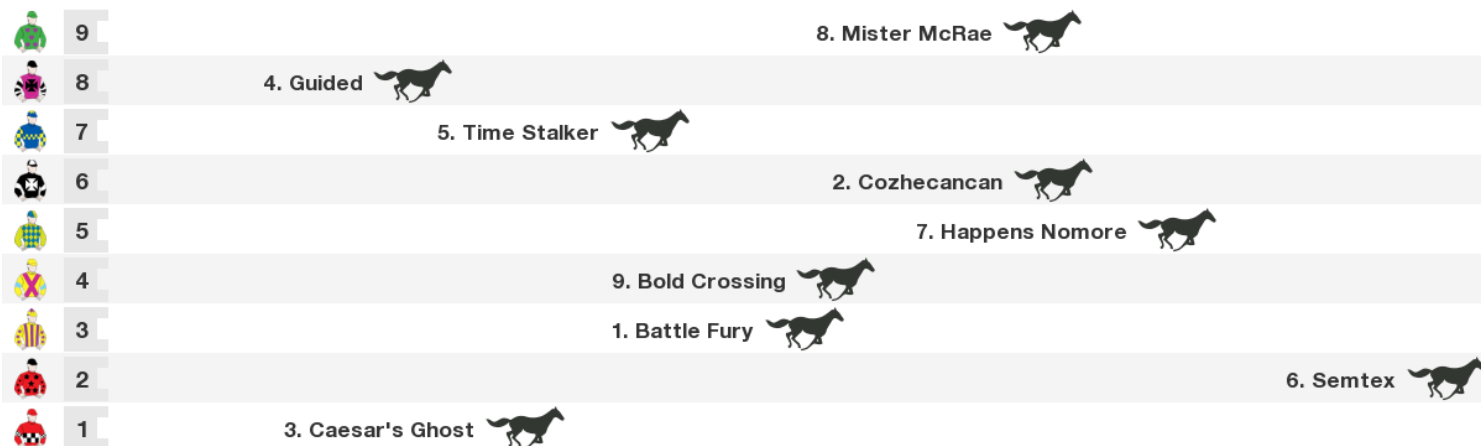 9 8. Mister McRae
8 4. Guided
7 5. Time Stalker
6 2. Cozhecancan
5 7. Happens Nomore
4 9. Bold Crossing
3 1. Battle Fury
2 6. Semtex
1 3. Caesar's Ghost